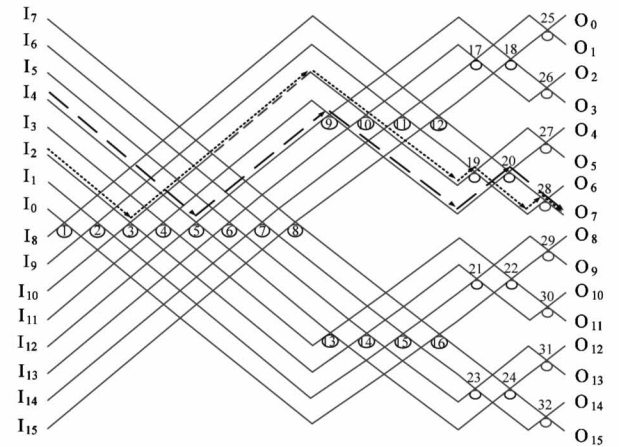 I₇
I₆
I₅
I₄
I₃
I₂
I₁
I₀
I₈
I₉
I₁₀
I₁₁
I₁₂
I₁₃
I₁₄
I₁₅
1 2 3 4 5 6 7 8
9 10 11 12
13 14 15 16
17 18
19 20
21 22
23 24
25
26
27
28
29
30
31
32
O₀
O₁
O₂
O₃
O₄
O₅
O₆
O₇
O₈
O₉
O₁₀
O₁₁
O₁₂
O₁₃
O₁₄
O₁₅